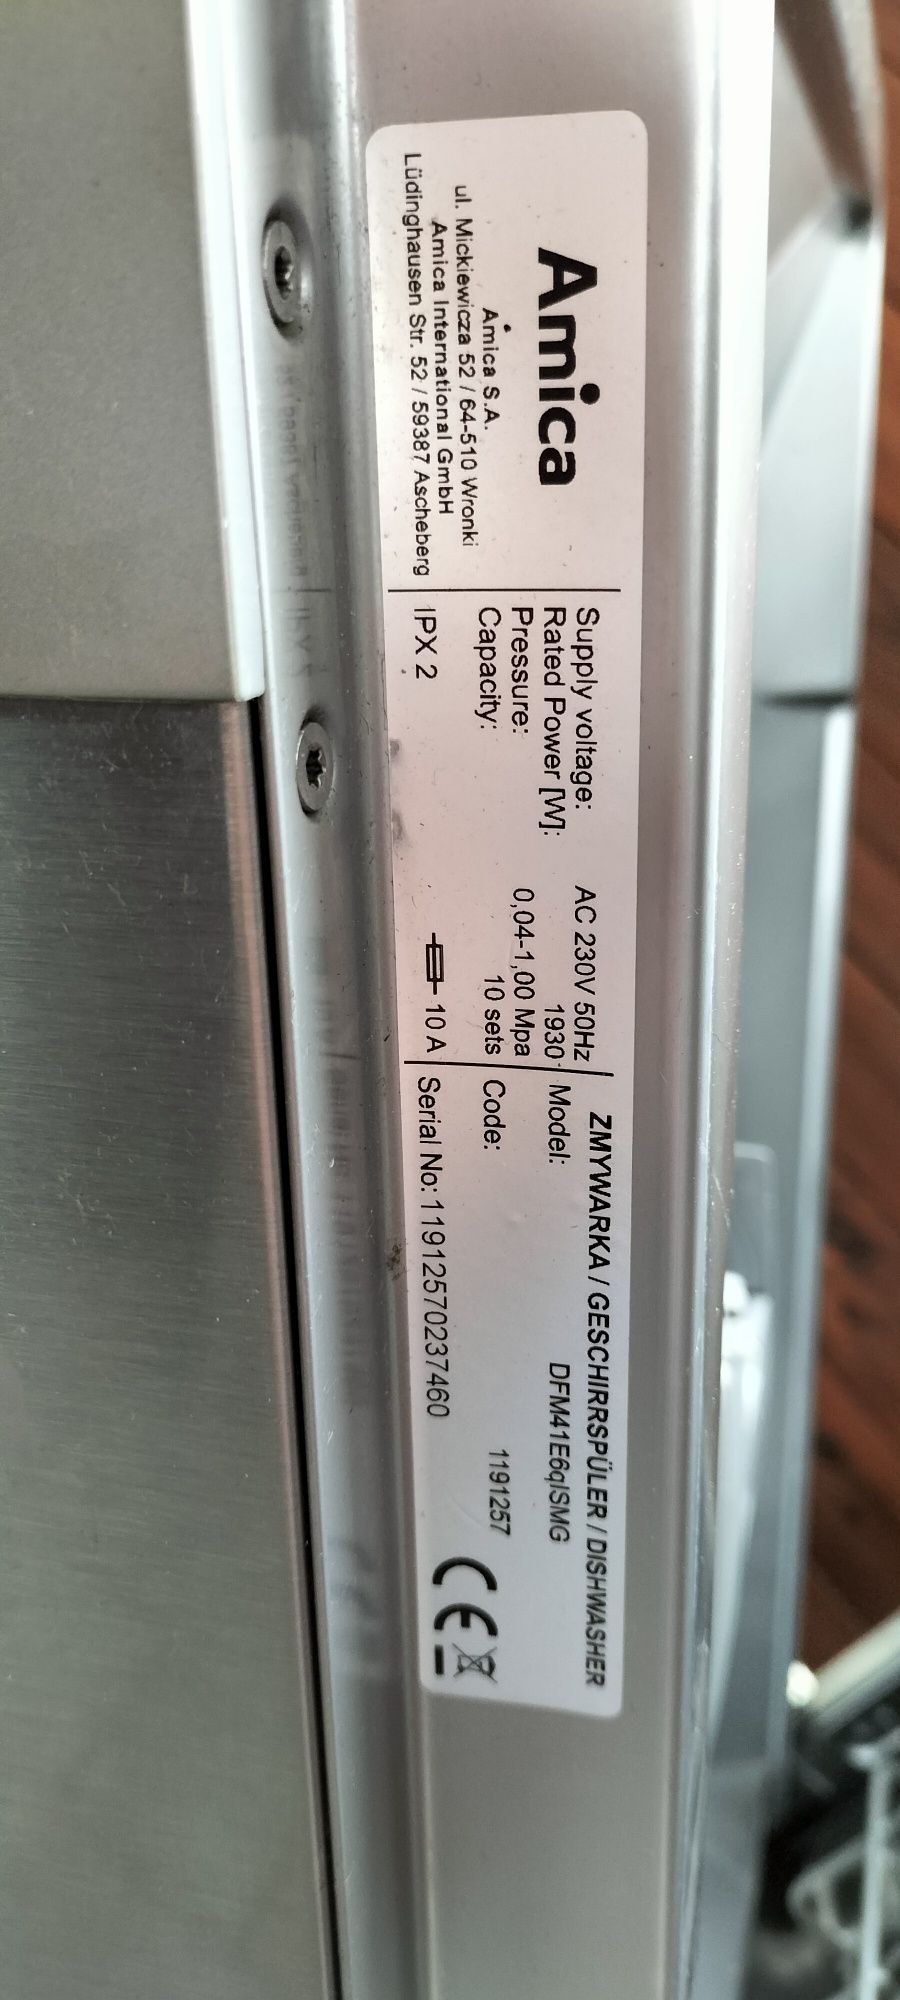 Amica
Amica S.A.
ul. Mickiewicza 52 / 64-510 Wronki
Amica International GmbH
Lüdinghausen Str. 52 / 59387 Ascheberg
Supply voltage: AC 230V 50Hz
Rated Power [W]: 1930
Pressure: 0,04-1,00 Mpa
Capacity: 10 sets
IPX 2 10 A
ZMYWARKA / GESCHIRRSPÜLER / DISHWASHER
Model: DFM41E6qISMG
Code: 1191257
Serial No: 11912570237460
CE